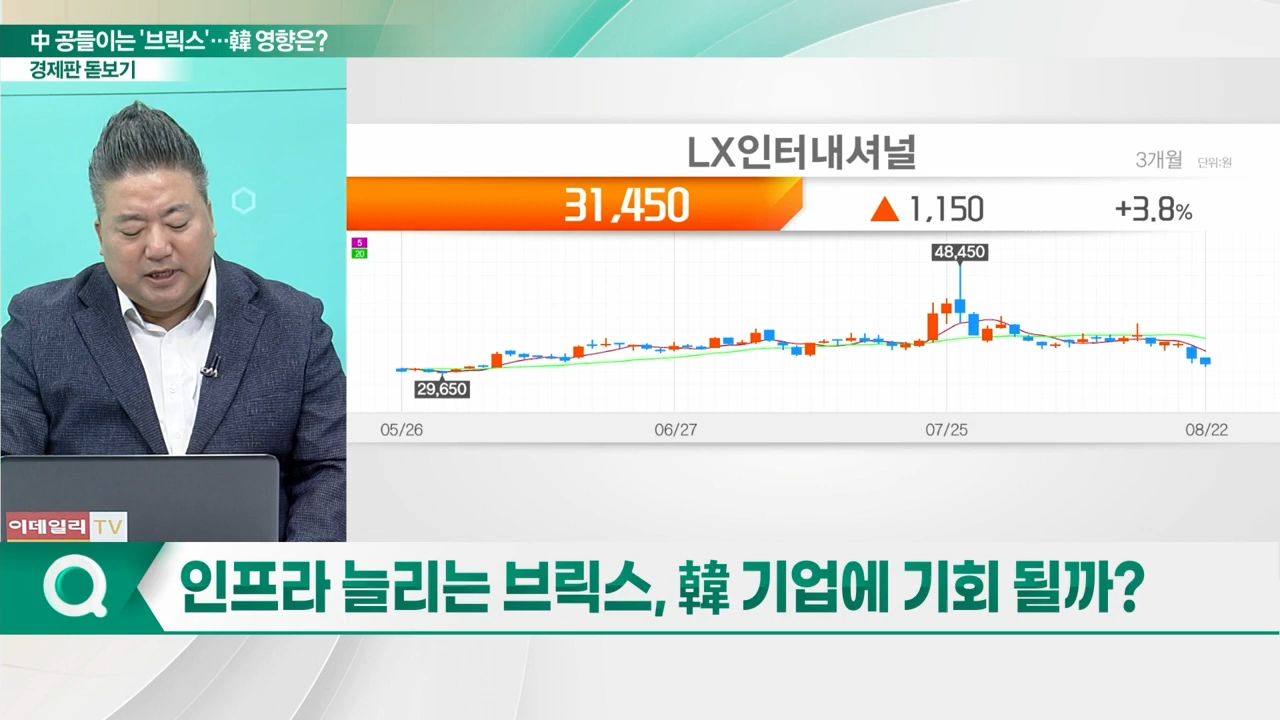 中 공들이는 '브릭스'…韓 영향은?
경제판 돋보기
LX인터내셔널
3개월 단위:원
31,450 ▲ 1,150 +3.8%
5
20
48,450
29,650
05/26 06/27 07/25 08/22
이데일리 TV
Q 인프라 늘리는 브릭스, 韓 기업에 기회 될까?